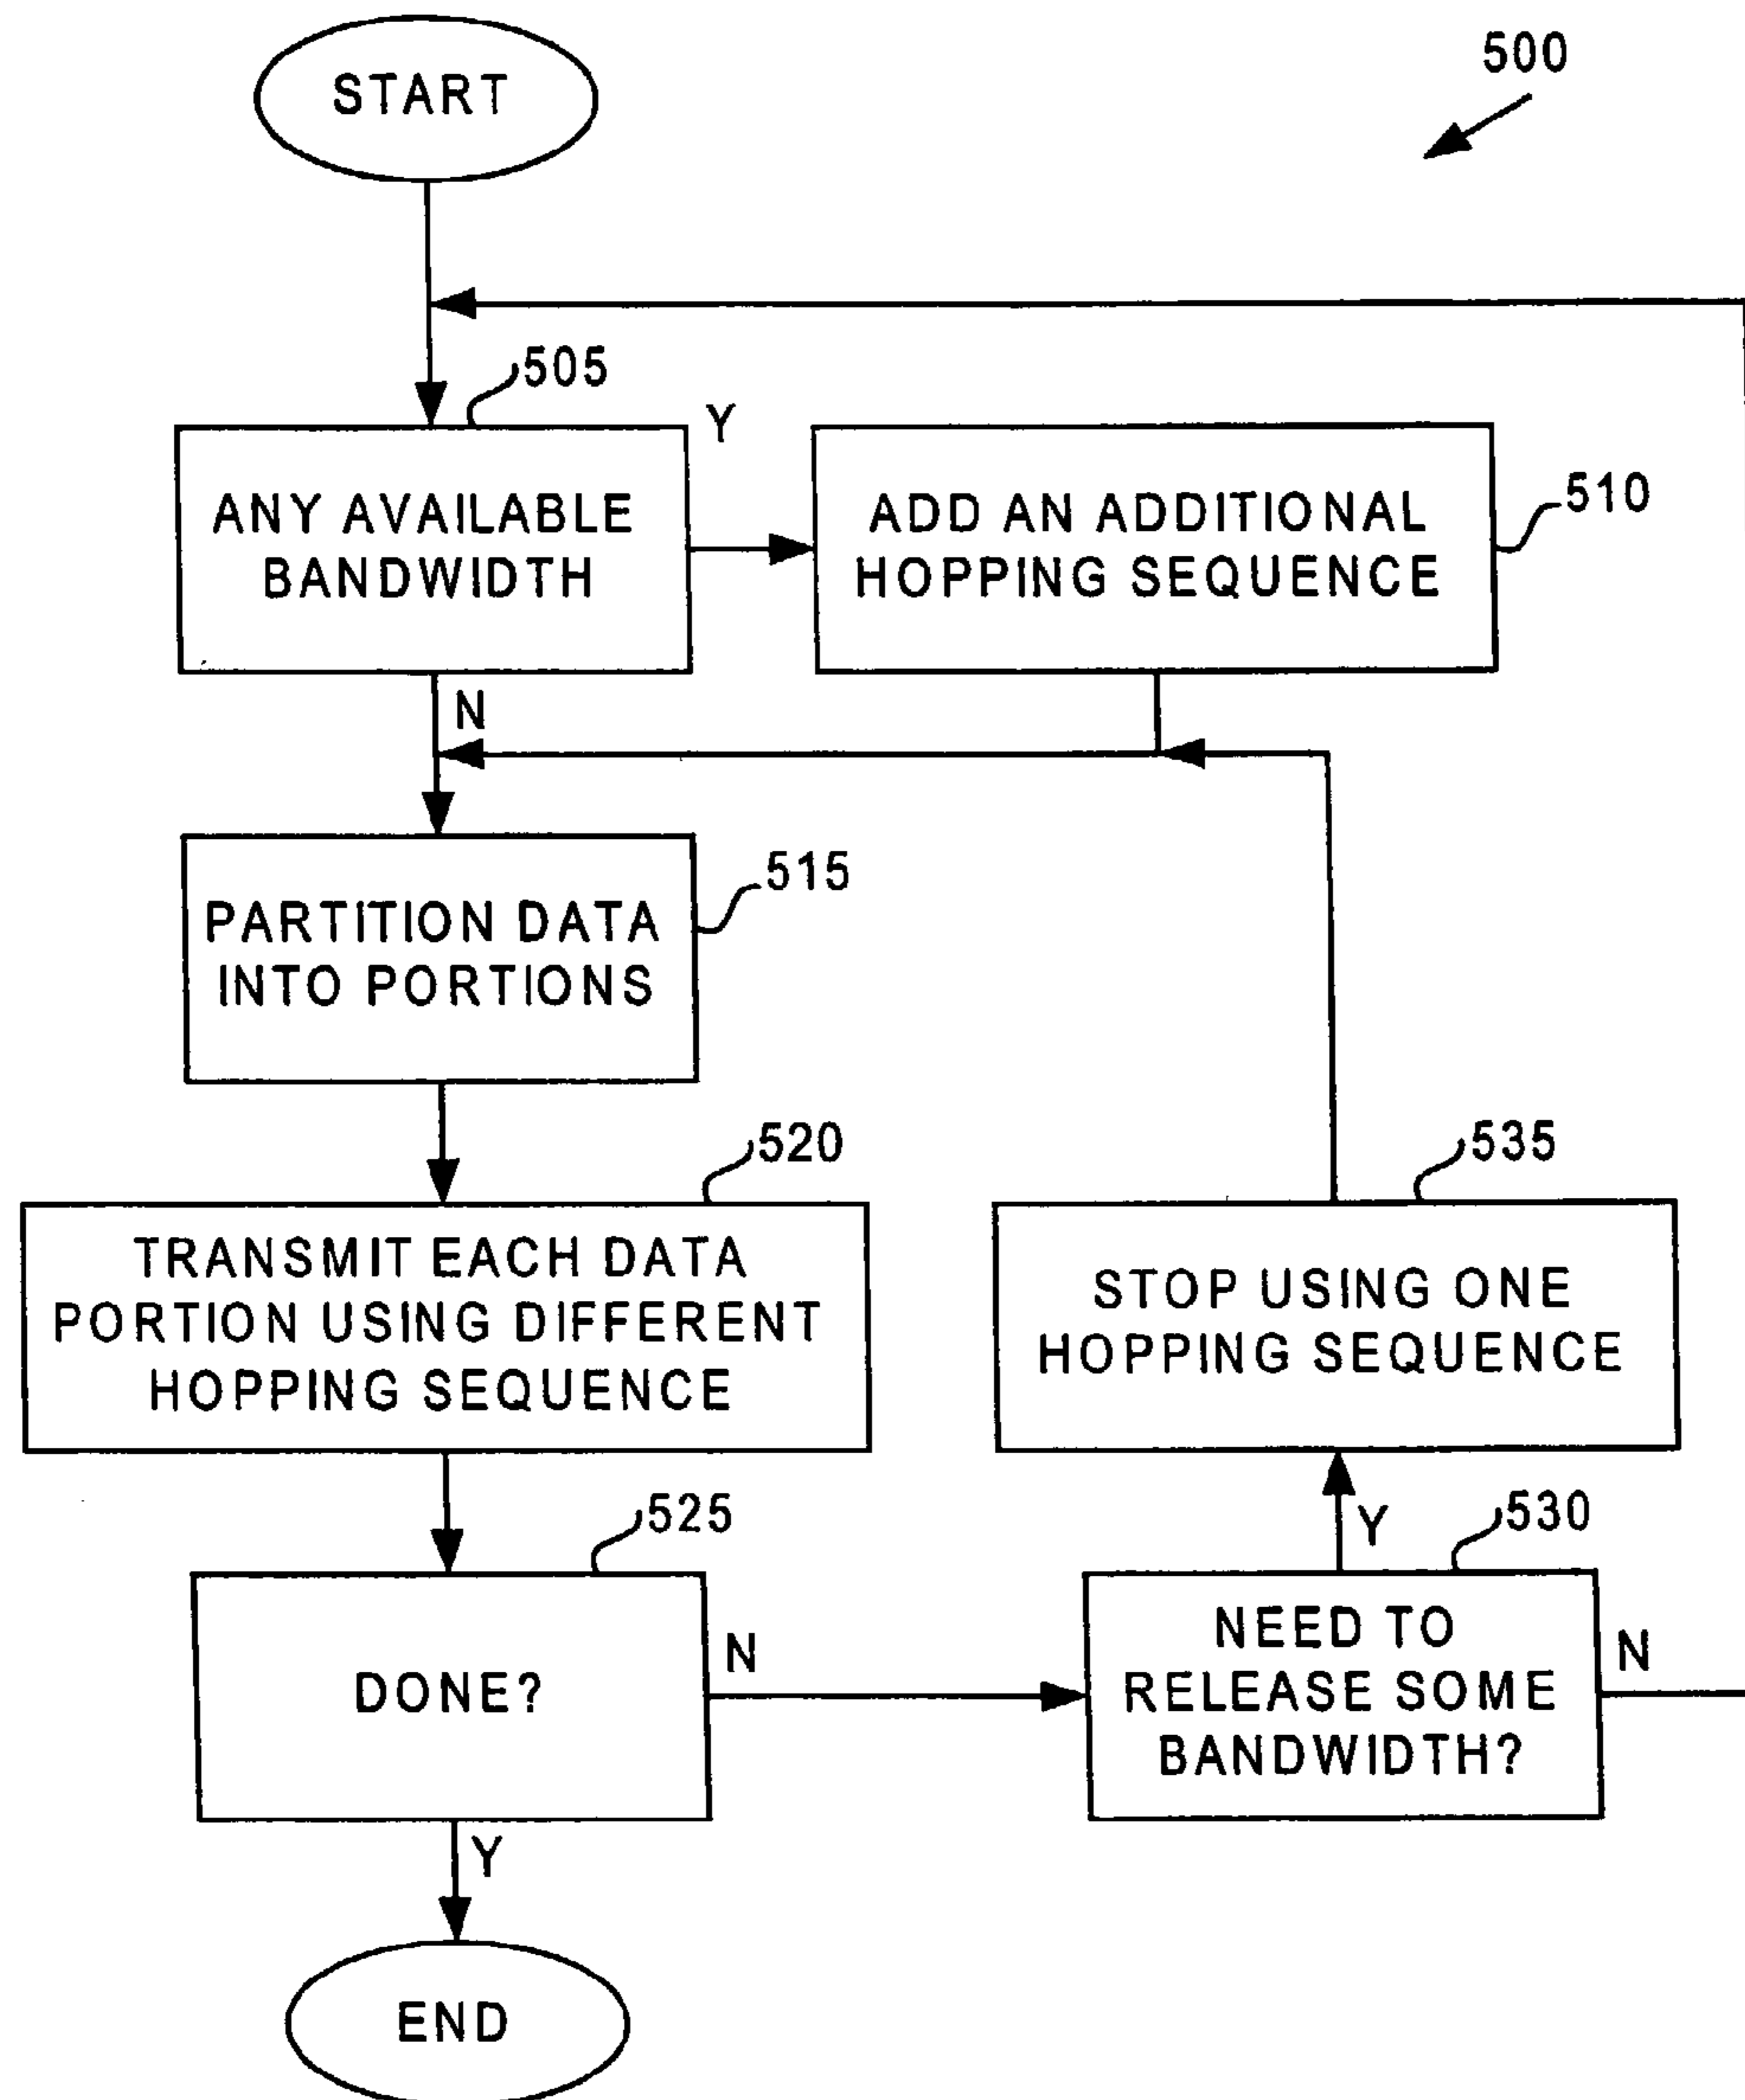 START
500
505
Y
ANY AVAILABLE
BANDWIDTH
ADD AN ADDITIONAL
HOPPING SEQUENCE
510
N
PARTITION DATA
INTO PORTIONS
515
520
TRANSMIT EACH DATA
PORTION USING DIFFERENT
HOPPING SEQUENCE
535
STOP USING ONE
HOPPING SEQUENCE
525
DONE?
N
Y
530
NEED TO
RELEASE SOME
BANDWIDTH?
N
Y
END